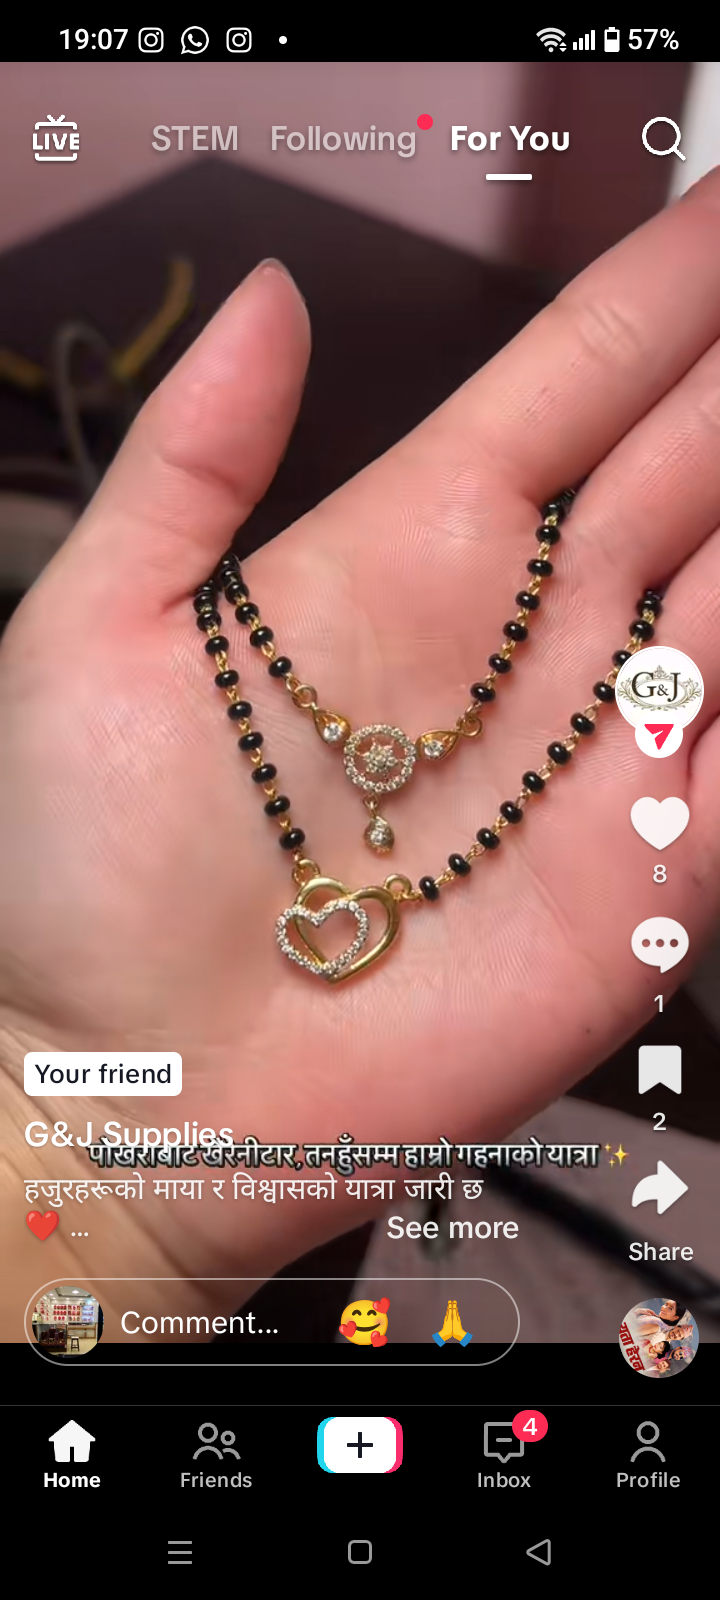 19:07
57%
LIVE
STEM Following For You
G&J
8
1
2
Share
Your friend
G&J Supplies
पोखराबाट खैरेनीटार, तनहुँसम्म हाम्रो गहनाको यात्रा ✨
हजुरहरूको माया र विश्वासको यात्रा जारी छ
❤️ ... See more
Comment... 🥰 🙏
4
Home Friends Inbox Profile